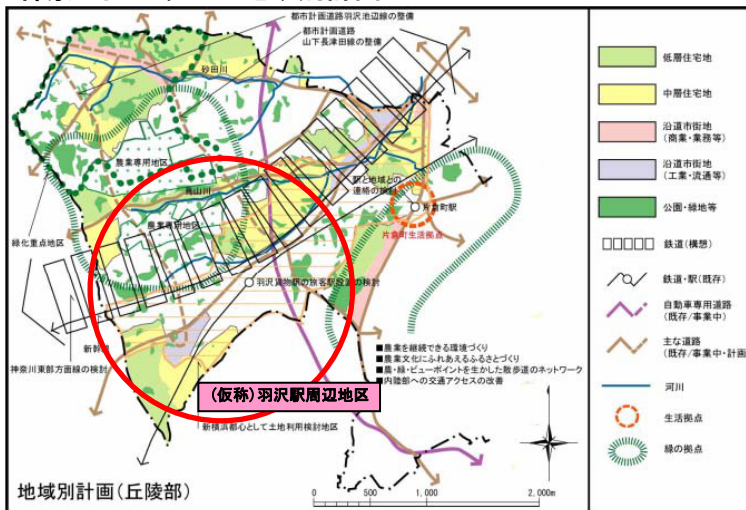 都市計画道路羽沢池辺線の整備
都市計画道路
山下長津田線の整備
砂田川
農業専用地区
鳥山川
駅と地域との
連絡の検討
片倉町駅
片倉町生活拠点
農業専用地区
緑化重点地区
羽沢貨物駅の旅客駅設置の検討
新幹線
神奈川東部方面線の検討
■農業を継続できる環境づくり
■農業文化にふれあえるふるさとづくり
■農・緑・ビューポイントを生かした散歩道のネットワーク
■内陸部への交通アクセスの改善
(仮称)羽沢駅周辺地区
新横浜都心として土地利用検討地区
地域別計画(丘陵部)
0 500 1,000 2,000m
低層住宅地
中層住宅地
沿道市街地
(商業・業務等)
沿道市街地
(工業・流通等)
公園・緑地等
鉄道(構想)
鉄道・駅(既存)
自動車専用道路
(既存/事業中)
主な道路
(既存/事業中・計画)
河川
生活拠点
緑の拠点